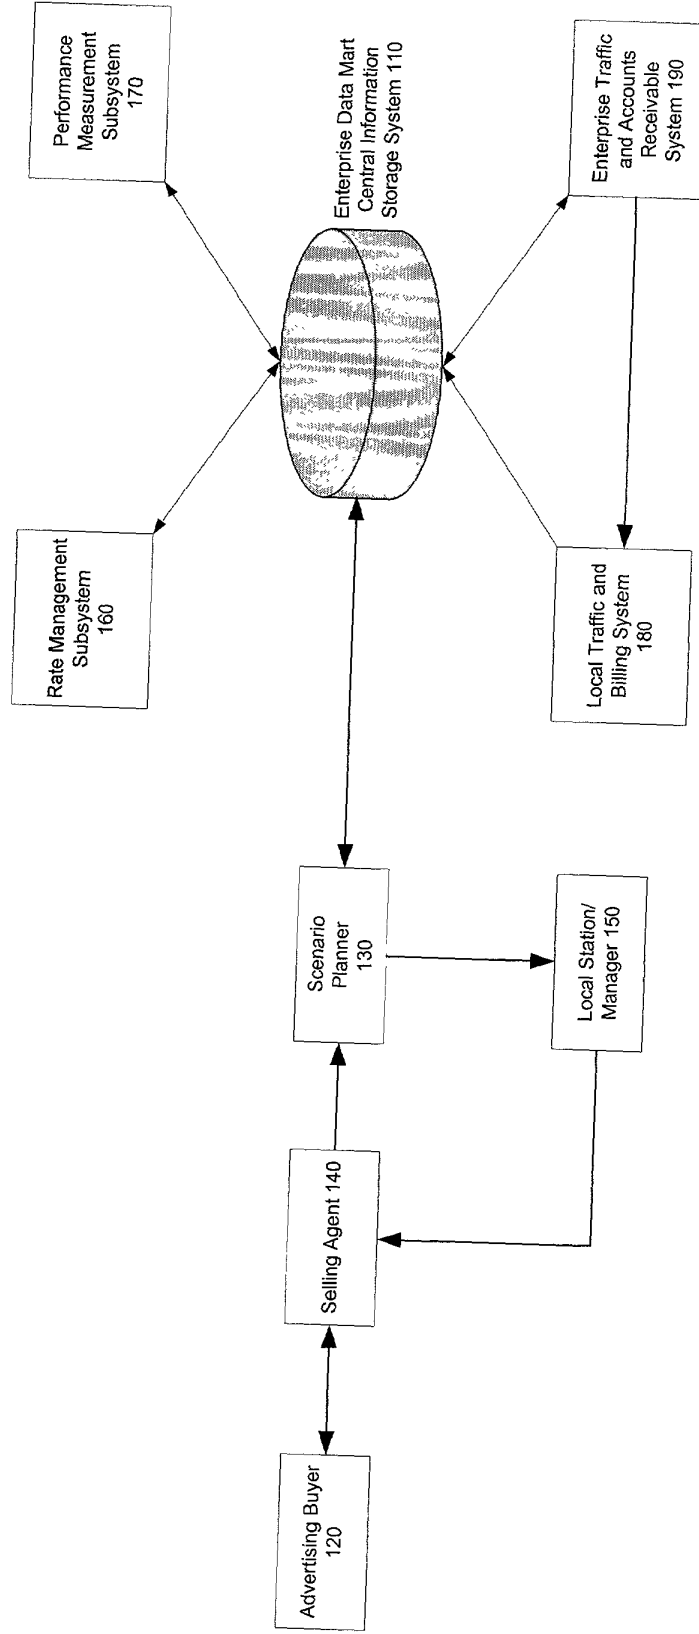 Advertising Buyer
120
Selling Agent 140
Scenario
Planner
130
Local Station/
Manager 150
Rate Management
Subsystem
160
Performance
Measurement
Subsystem
170
Enterprise Data Mart
Central Information
Storage System 110
Local Traffic and
Billing System
180
Enterprise Traffic
and Accounts
Receivable
System 190